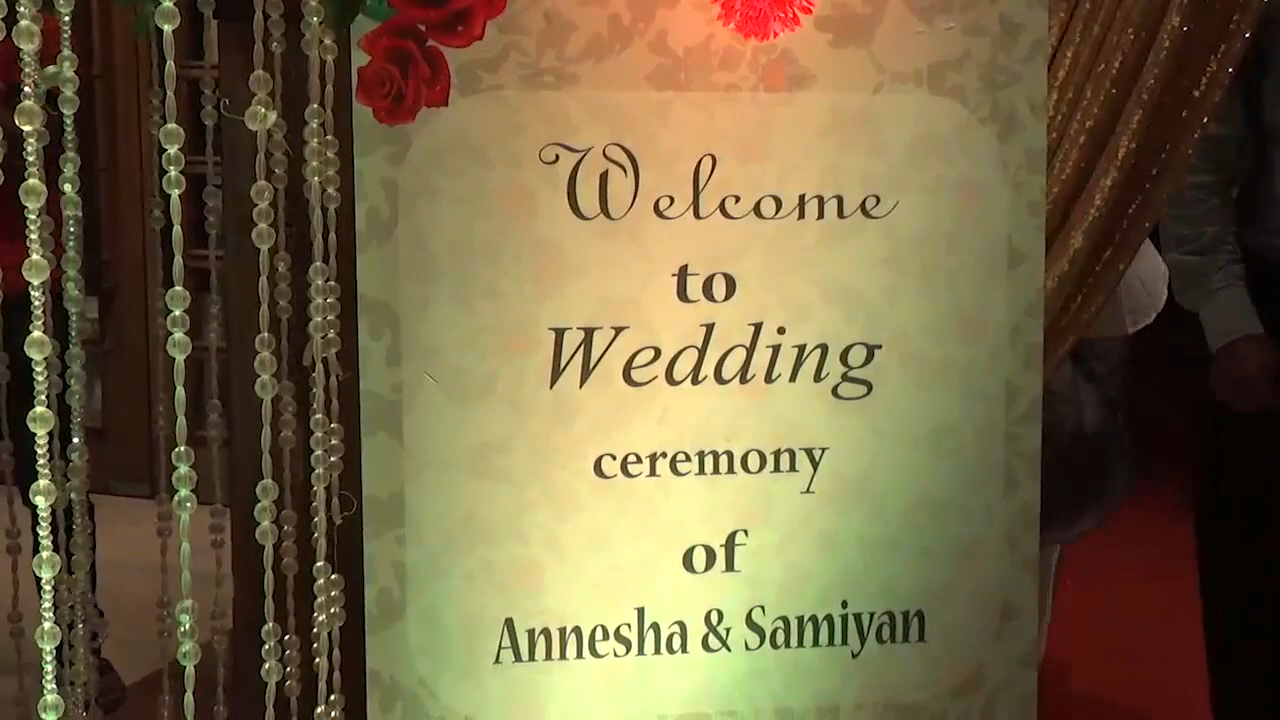 Welcome
to
Wedding
ceremony
of
Annesha & Samiyan